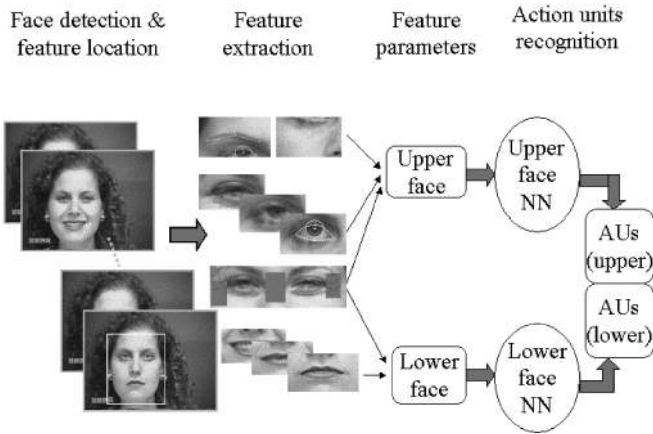 Face detection &
feature location
Feature
extraction
Feature
parameters
Action units
recognition
Upper
face
Upper
face
NN
AUs
(upper)
AUs
(lower)
Lower
face
Lower
face
NN